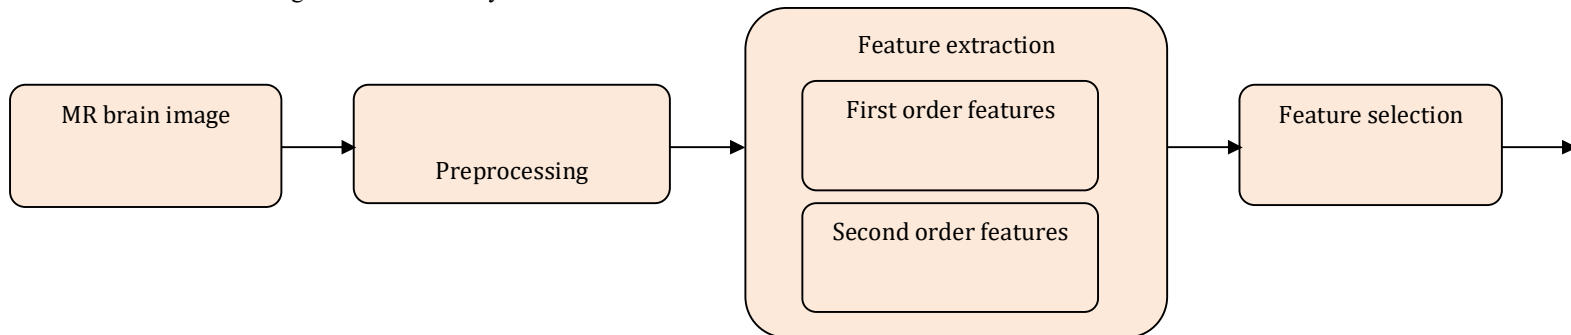 MR brain image
Preprocessing
Feature extraction
First order features
Second order features
Feature selection